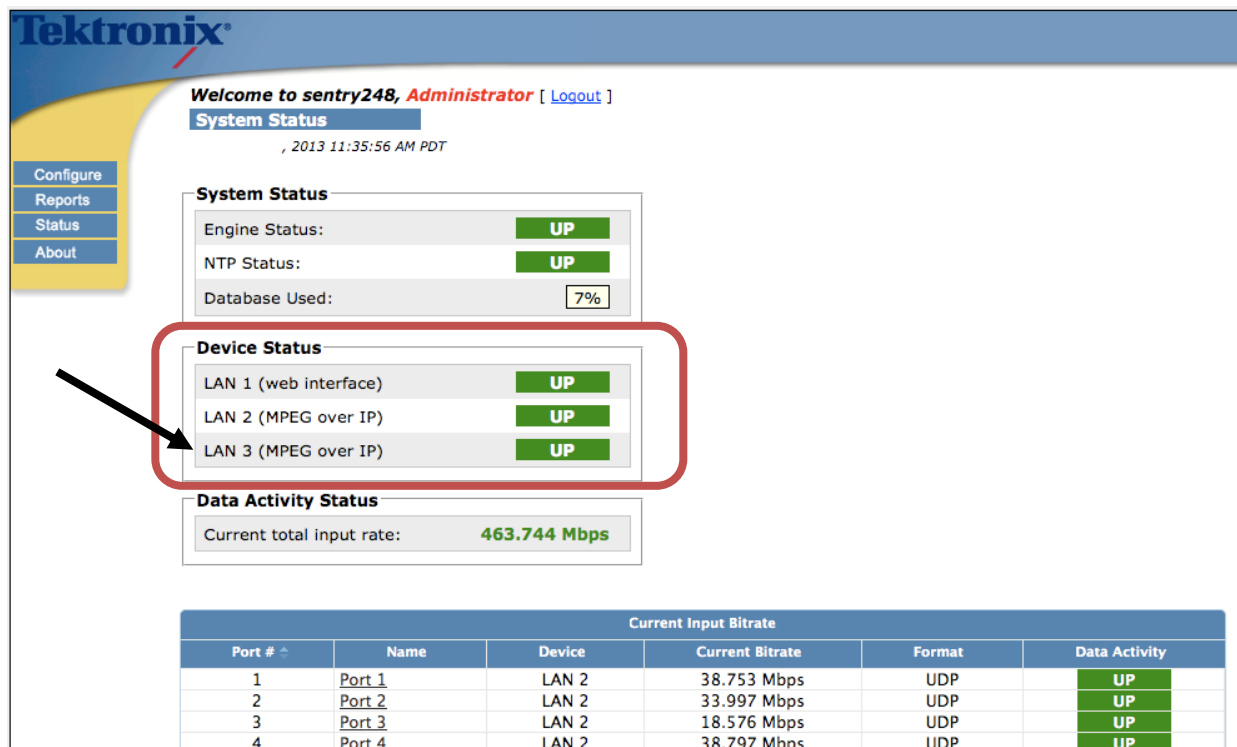 Tektronix®
Welcome to sentry248, Administrator [ Logout ]
System Status
, 2013 11:35:56 AM PDT
Configure
Reports
Status
About
System Status
Engine Status: UP
NTP Status: UP
Database Used: 7%
Device Status
LAN 1 (web interface) UP
LAN 2 (MPEG over IP) UP
LAN 3 (MPEG over IP) UP
Data Activity Status
Current total input rate: 463.744 Mbps
Current Input Bitrate
Port # Name Device Current Bitrate Format Data Activity
1 Port 1 LAN 2 38.753 Mbps UDP UP
2 Port 2 LAN 2 33.997 Mbps UDP UP
3 Port 3 LAN 2 18.576 Mbps UDP UP
4 Port 4 LAN 2 38.797 Mbps UDP UP